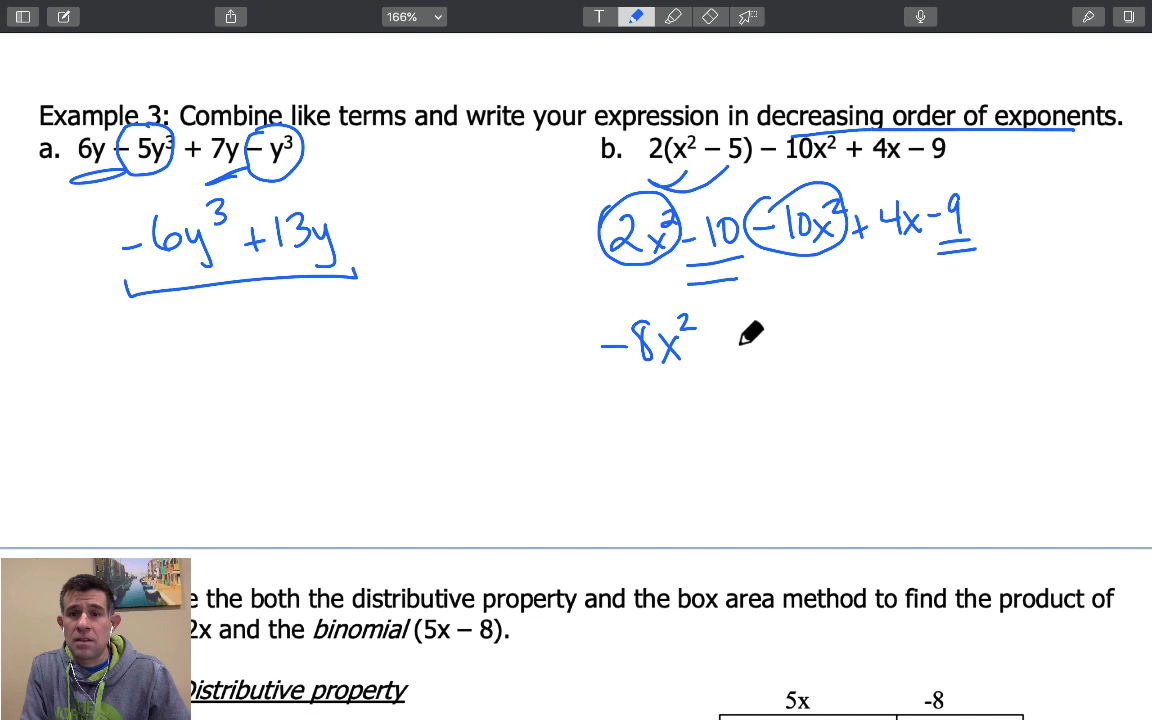 T
166%
Example 3: Combine like terms and write your expression in decreasing order of exponents.
a. 6y – 5y³ + 7y – y³
b. 2(x² – 5) – 10x² + 4x – 9
-6y³ + 13y
2x² - 10 - 10x² + 4x - 9
-8x²
e the both the distributive property and the box area method to find the product of
2x and the binomial (5x – 8).
Distributive property
5x -8